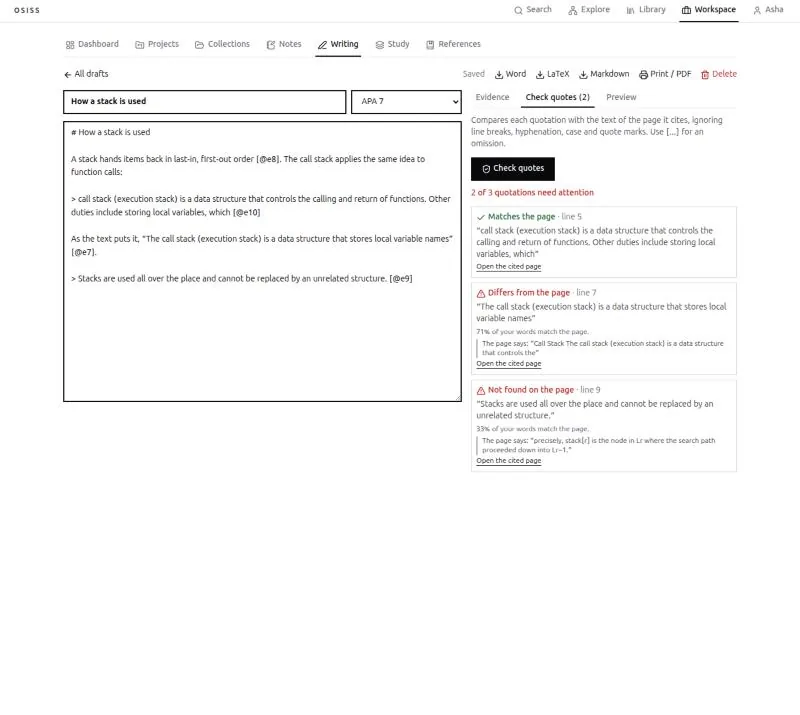 OSISS
Search Explore Library Workspace Asha
Dashboard Projects Collections Notes Writing Study References
← All drafts
Saved Word LaTeX Markdown Print / PDF Delete
How a stack is used
APA 7
# How a stack is used
A stack hands items back in last-in, first-out order [@e8]. The call stack applies the same idea to
function calls:
> call stack (execution stack) is a data structure that controls the calling and return of functions. Other
duties include storing local variables, which [@e10]
As the text puts it, “The call stack (execution stack) is a data structure that stores local variable names”
[@e7].
> Stacks are used all over the place and cannot be replaced by an unrelated structure. [@e9]
Evidence Check quotes (2) Preview
Compares each quotation with the text of the page it cites, ignoring
line breaks, hyphenation, case and quote marks. Use [...] for an
omission.
Check quotes
2 of 3 quotations need attention
Matches the page · line 5
“call stack (execution stack) is a data structure that controls the
calling and return of functions. Other duties include storing local
variables, which”
Open the cited page
Differs from the page · line 7
“The call stack (execution stack) is a data structure that stores local
variable names”
71% of your words match the page.
The page says: “Call Stack The call stack (execution stack) is a data structure
that controls the”
Open the cited page
Not found on the page · line 9
“Stacks are used all over the place and cannot be replaced by an
unrelated structure.”
33% of your words match the page.
The page says: “precisely, stack[r] is the node in Lr where the search path
proceeded down into Lr−1.”
Open the cited page